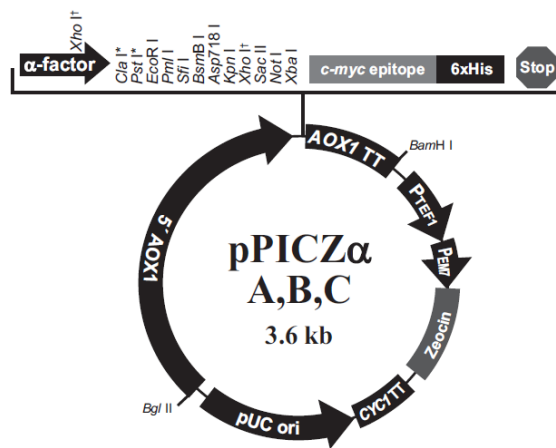 α-factor
Xho I†
Cla I*
Pst I*
EcoR I
Pml I
Sfi I
BsmB I
Asp718 I
Kpn I
Xho I†
Sac II
Not I
Xba I
c-myc epitope
6xHis
Stop
AOX1 TT
BamH I
PTEF1
PEM7
Zeocin
CYC1 TT
pUC ori
Bgl II
5´ AOX1
pPICZα
A,B,C
3.6 kb